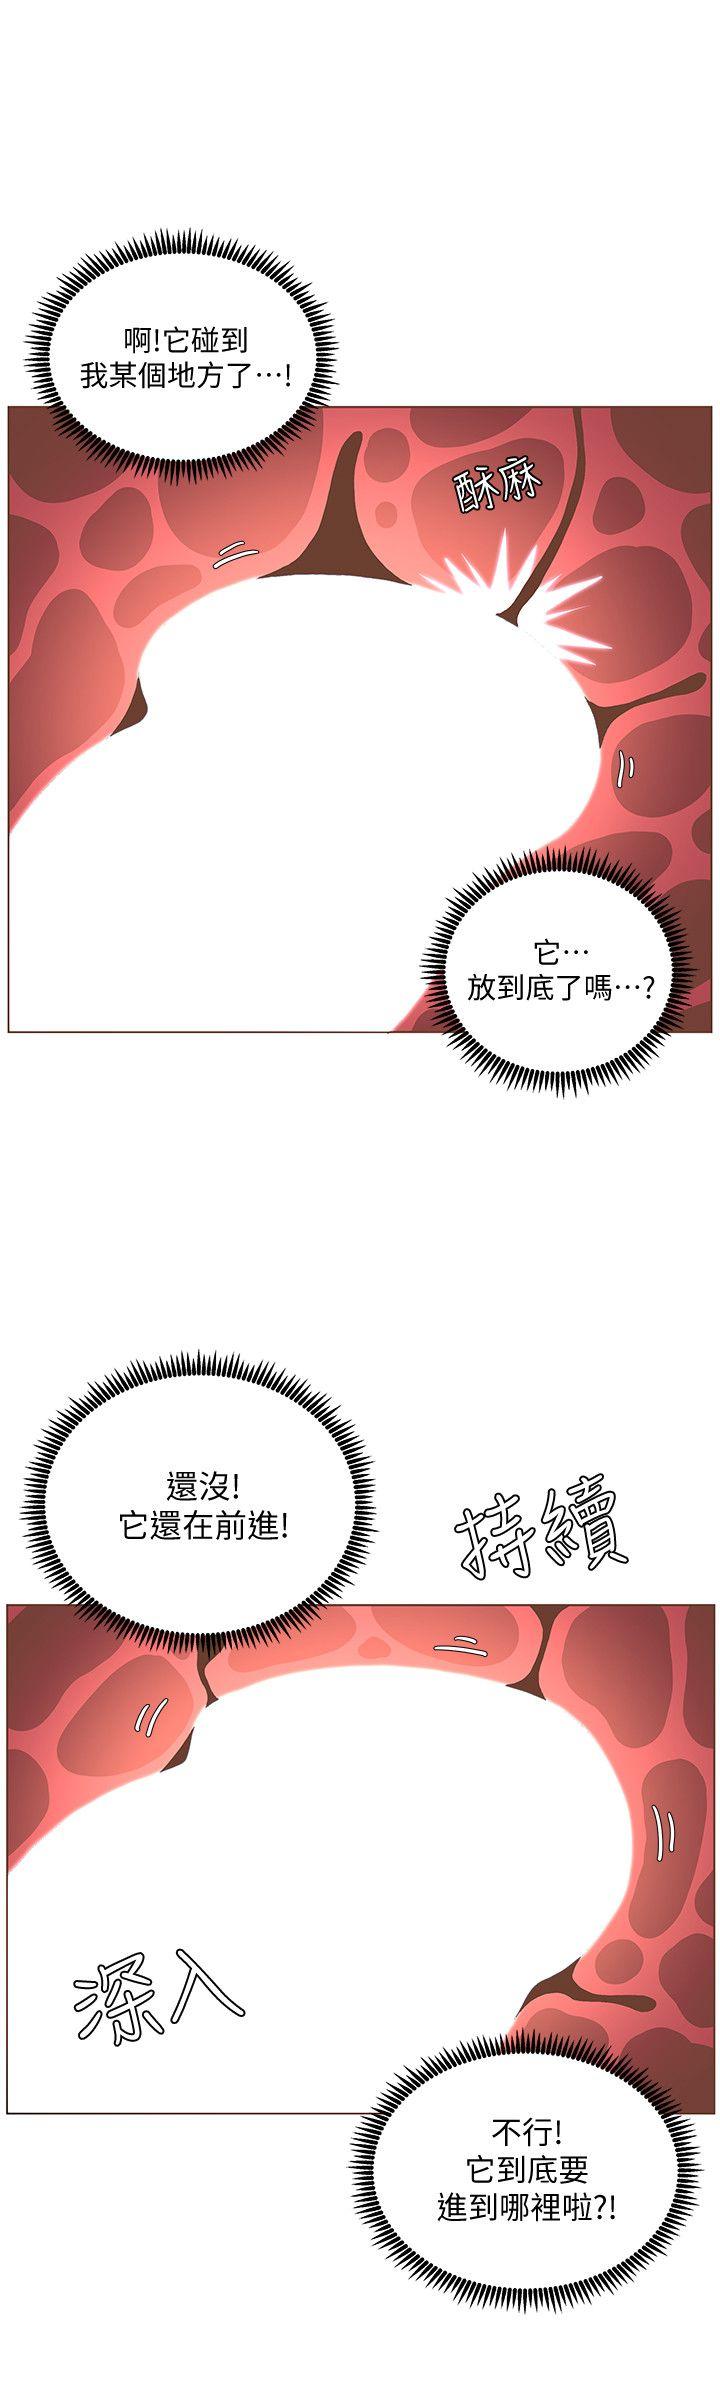 啊!它碰到
我某個地方了⋯!
酥麻
它⋯
放到底了嗎⋯?
還沒!
它還在前進!
持續
深入
不行!
它到底要
進到哪裡啦?!